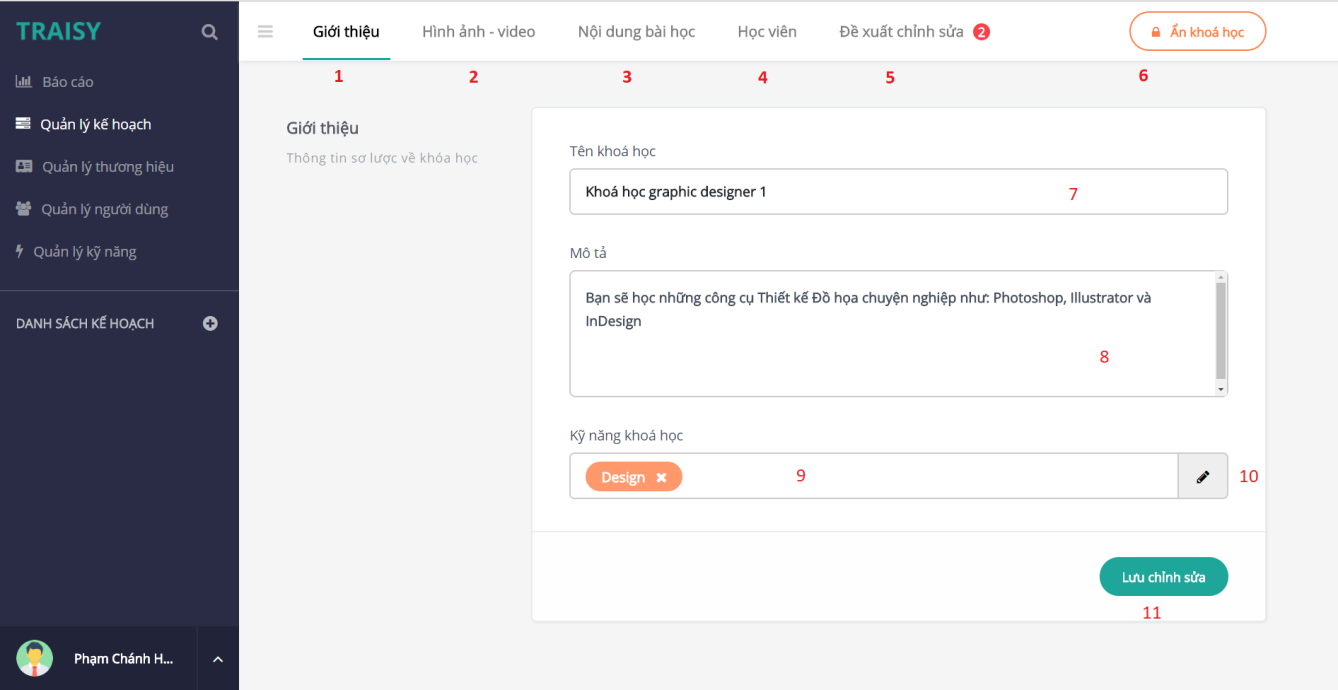 TRAISY
Báo cáo
Quản lý kế hoạch
Quản lý thương hiệu
Quản lý người dùng
Quản lý kỹ năng
DANH SÁCH KẾ HOẠCH
Phạm Chánh H...
Giới thiệu Hình ảnh - video Nội dung bài học Học viên Đề xuất chỉnh sửa 2 Ẩn khoá học
1 2 3 4 5 6
Giới thiệu
Thông tin sơ lược về khóa học
Tên khoá học
Khoá học graphic designer 1 7
Mô tả
Bạn sẽ học những công cụ Thiết kế Đồ họa chuyện nghiệp như: Photoshop, Illustrator và
InDesign
8
Kỹ năng khoá học
Design 9 10
Lưu chỉnh sửa
11